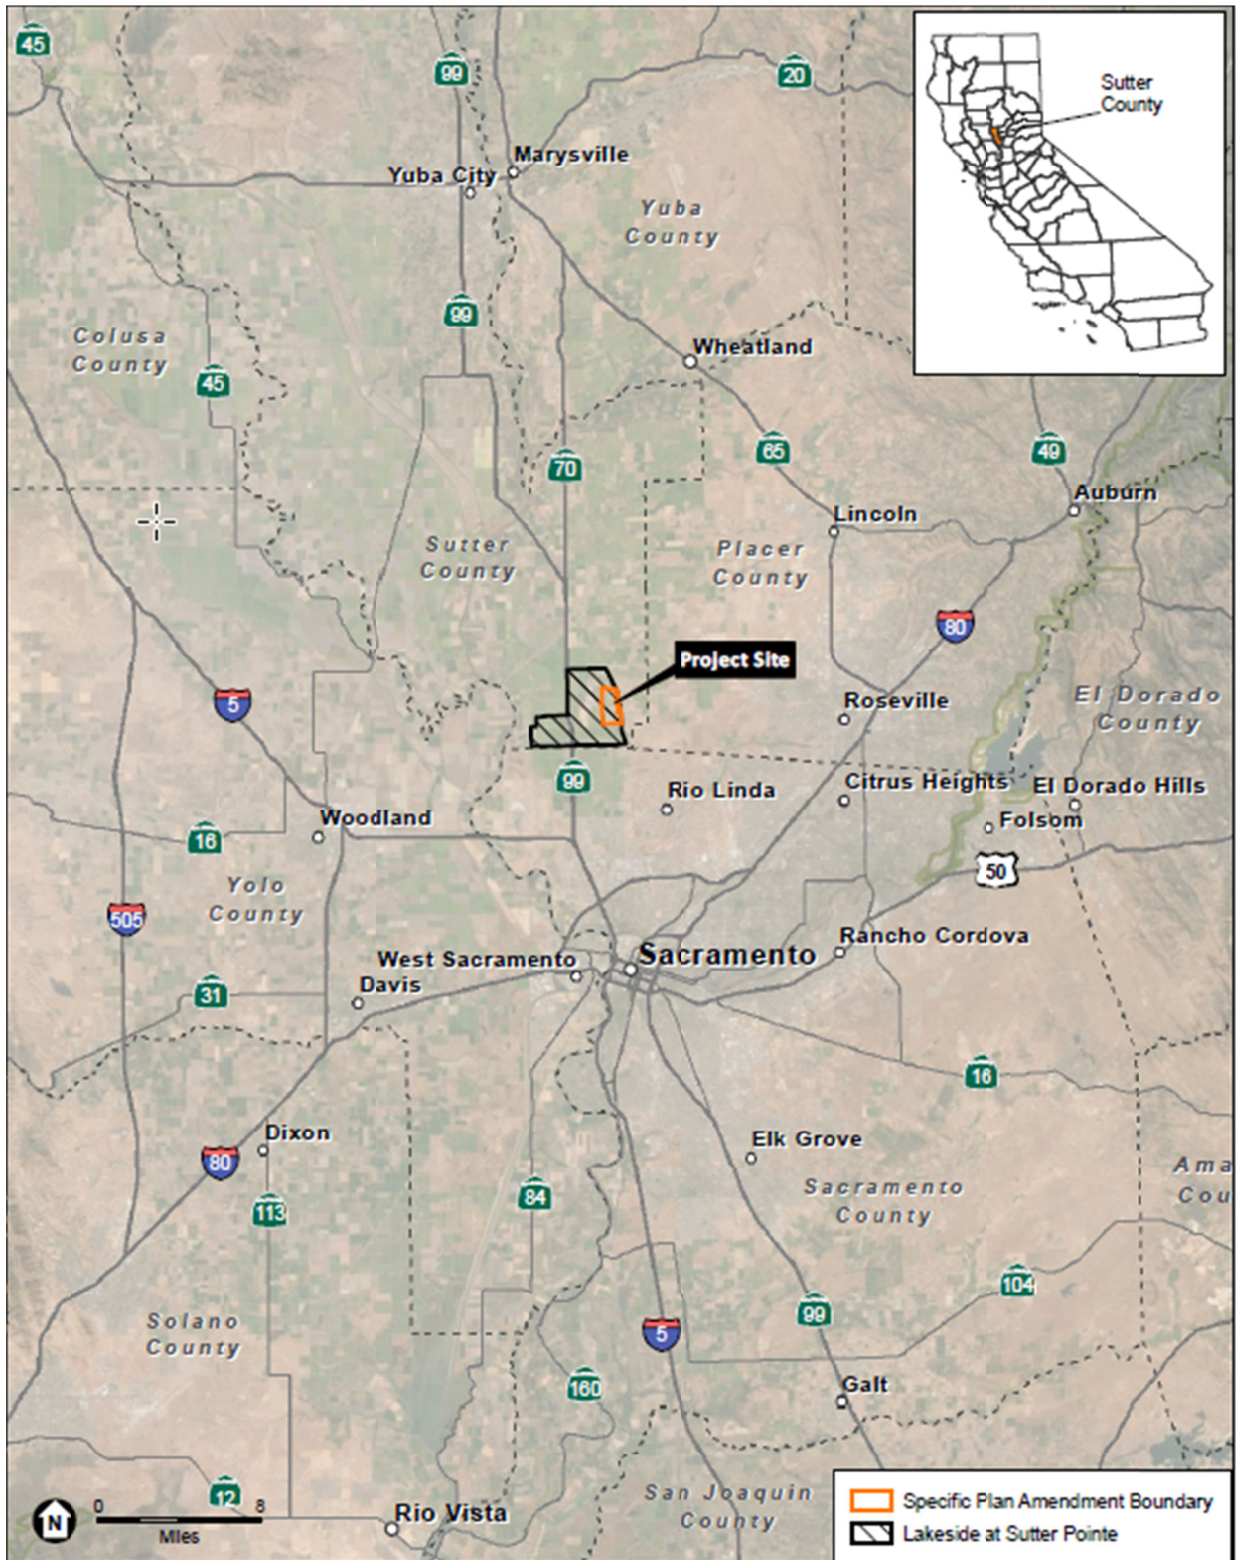 45
99
20
Sutter
County
Marysville
Yuba City
Yuba
County
99
Colusa
County
Wheatland
45
70
65
49
Auburn
Lincoln
Sutter
County
Placer
County
80
Project Site
5
Roseville
El Dorado
County
99
Rio Linda
Citrus Heights
El Dorado Hills
Woodland
Folsom
16
50
Yolo
County
505
Rancho Cordova
West Sacramento
Sacramento
Davis
31
16
Dixon
Elk Grove
80
Ama
Cou
84
Sacramento
County
113
104
99
Solano
County
5
160
Galt
12
San Joaquin
County
N
0 8
Miles
Rio Vista
Specific Plan Amendment Boundary
Lakeside at Sutter Pointe